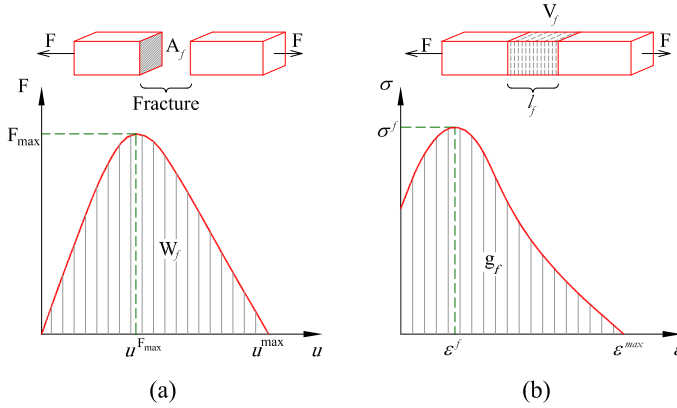 F A_f F
Fracture
F
F_max
W_f
u^F_max u^max u
(a)
V_f
F F
l_f
σ
σ^f
g_f
ε^f ε^max ε
(b)